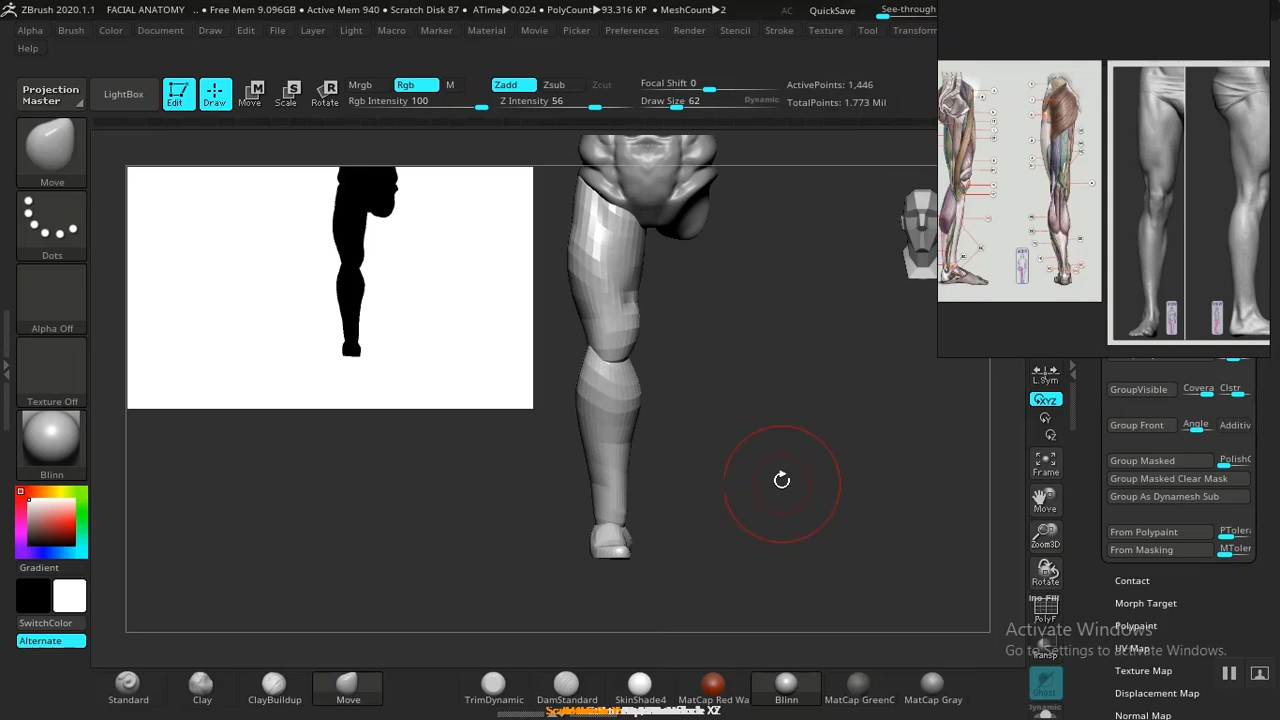 ZBrush 2020.1.1 FACIAL ANATOMY .. • Free Mem 9.096GB • Active Mem 940 • Scratch Disk 87 • ATime▶0.024 • PolyCount▶93.316 KP • MeshCount▶2 AC QuickSave See-through
Alpha Brush Color Document Draw Edit File Layer Light Macro Marker Material Movie Picker Preferences Render Stencil Stroke Texture Tool Transform
Help
Projection Master
LightBox
Edit Draw Move Scale Rotate
Mrgb Rgb M
Rgb Intensity 100
Zadd Zsub Zcut
Z Intensity 56
Focal Shift 0
Draw Size 62 Dynamic
ActivePoints: 1,446
TotalPoints: 1.773 Mil
Move
Dots
Alpha Off
Texture Off
Blinn
Gradient
SwitchColor
Alternate
L.Sym
XYZ
Y
Z
Frame
Move
Zoom3D
Rotate
PolyF
Transp
Ghost
Dynamic
GroupVisible Covera Clstr
Group Front Angle Additiv
Group Masked PolishG
Group Masked Clear Mask
Group As Dynamesh Sub
From Polypaint PTolera
From Masking MToler
Contact
Morph Target
Polypaint
UV Map
Texture Map
Displacement Map
Normal Map
Activate Windows
Go to Settings to activate Windows.
Standard Clay ClayBuildup Move TrimDynamic DamStandard SkinShade4 MatCap Red Wa Blinn MatCap GreenC MatCap Gray